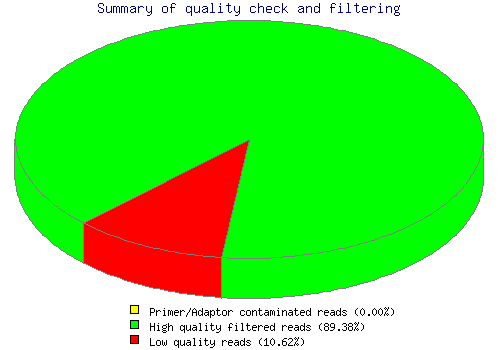 Summary of quality check and filtering
Primer/Adaptor contaminated reads (0.00%)
High quality filtered reads (89.38%)
Low quality reads (10.62%)